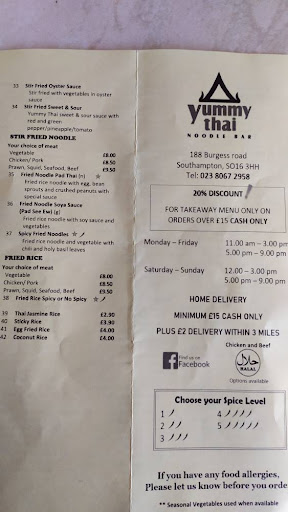 33 Stir Fried Oyster Sauce
Stir fried with vegetables in oyster
sauce
34 Stir Fried Sweet & Sour
Yummy Thai sweet & sour sauce with
red and green
pepper/pineapple/tomato
STIR FRIED NOODLE
Your choice of meat
Vegetable £8.00
Chicken/ Pork £8.50
Prawn, Squid, Seafood, Beef £9.50
35 Fried Noodle Pad Thai (n)
Fried rice noodle with egg, bean
sprouts and crushed peanuts with
special sauce
36 Fried Noodle Soya Sauce
(Pad See Ew) (g)
Fried rice noodle with soy sauce and
vegetables
37 Spicy Fried Noodles
Fried rice noodle and vegetable with
chili and holy basil leaves
FRIED RICE
Your choice of meat
Vegetable £8.00
Chicken/ Pork £8.50
Prawn, Squid, Seafood, Beef £9.50
38 Fried Rice Spicy or No Spicy
39 Thai Jasmine Rice £2.90
40 Sticky Rice £3.90
41 Egg Fried Rice £4.00
42 Coconut Rice £4.00
yummy
thai
NOODLE BAR
188 Burgess road
Southampton, SO16 3HH
Tel: 023 8067 2958
20% DISCOUNT
FOR TAKEAWAY MENU ONLY ON
ORDERS OVER £15 CASH ONLY
Monday – Friday 11.00 am – 3.00 pm
5.00 pm – 9.00 pm
Saturday – Sunday 12.00 – 3.00 pm
5.00 pm – 9.00 pm
HOME DELIVERY
MINIMUM £15 CASH ONLY
PLUS £2 DELIVERY WITHIN 3 MILES
Chicken and Beef
f Find us on
Facebook
حلال
HALAL
Options available
Choose your Spice Level
1 4
2 5
3
If you have any food allergies,
Please let us know before you orde
** Seasonal Vegetables used when available